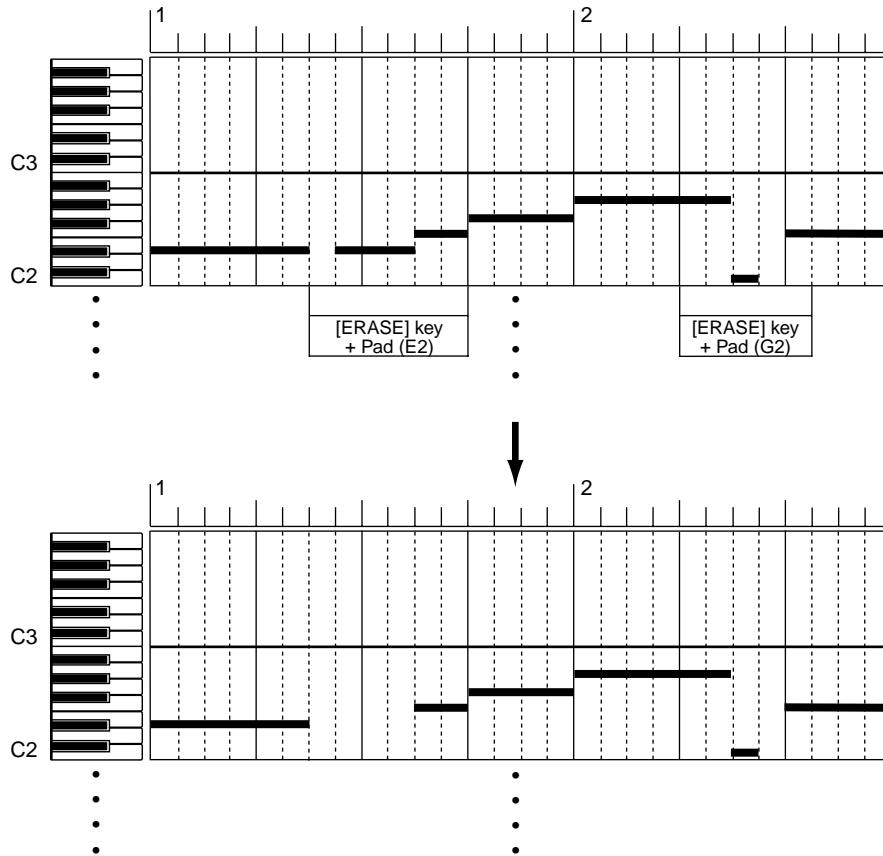 1
2
C3
C2
[ERASE] key
+ Pad (E2)
[ERASE] key
+ Pad (G2)
1
2
C3
C2